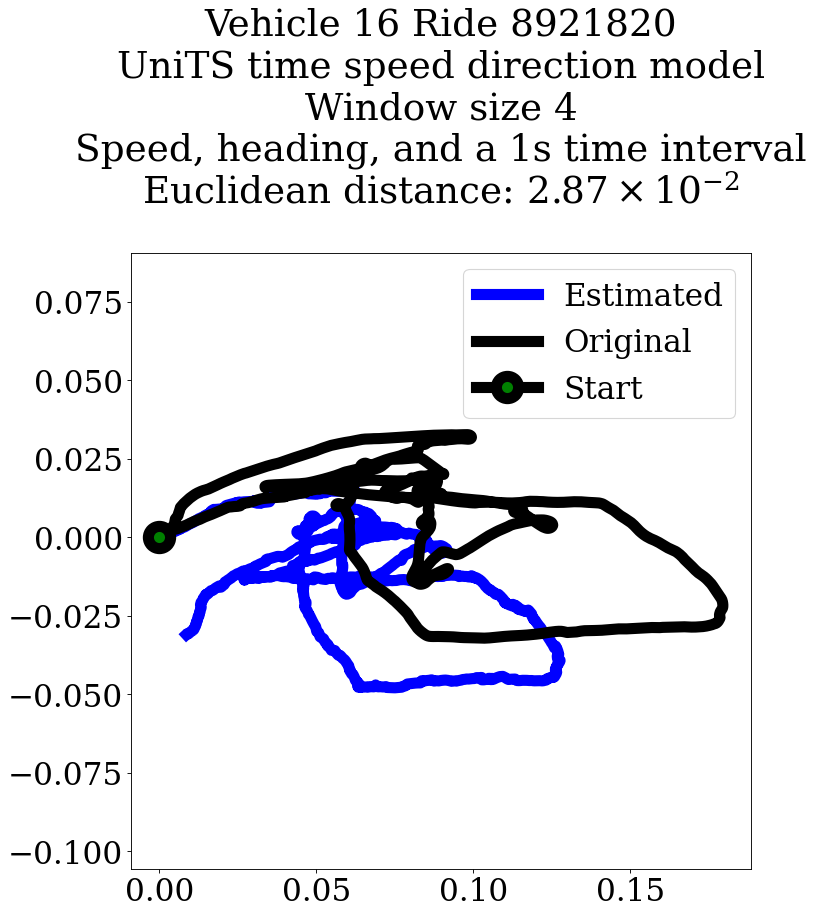 Vehicle 16 Ride 8921820
UniTS time speed direction model
Window size 4
Speed, heading, and a 1s time interval
Euclidean distance: 2.87 × 10⁻²
Estimated
Original
Start
0.075
0.050
0.025
0.000
−0.025
−0.050
−0.075
−0.100
0.00 0.05 0.10 0.15